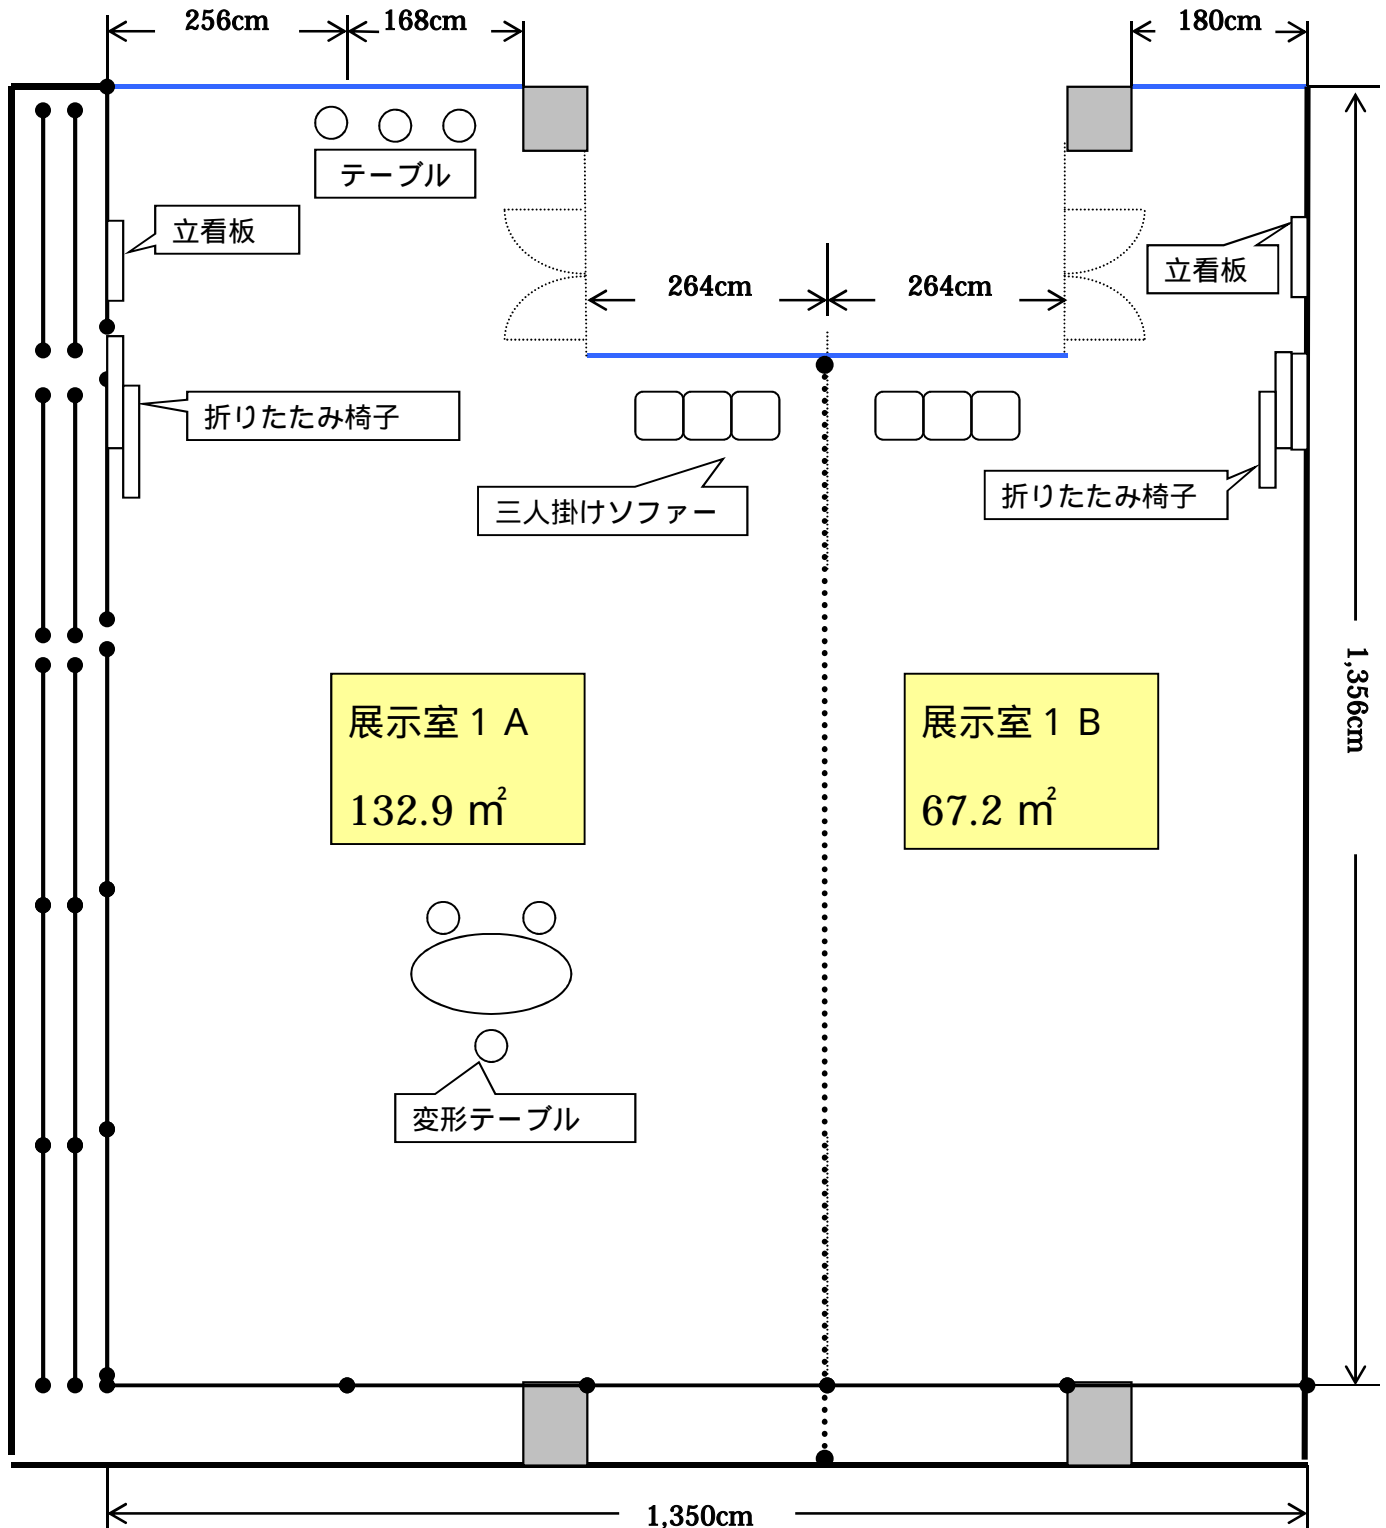 256cm
168cm
180cm
テーブル
立看板
立看板
264cm
264cm
折りたたみ椅子
三人掛けソファー
折りたたみ椅子
1,356cm
展示室１Ａ
132.9 ㎡
展示室１Ｂ
67.2 ㎡
変形テーブル
1,350cm